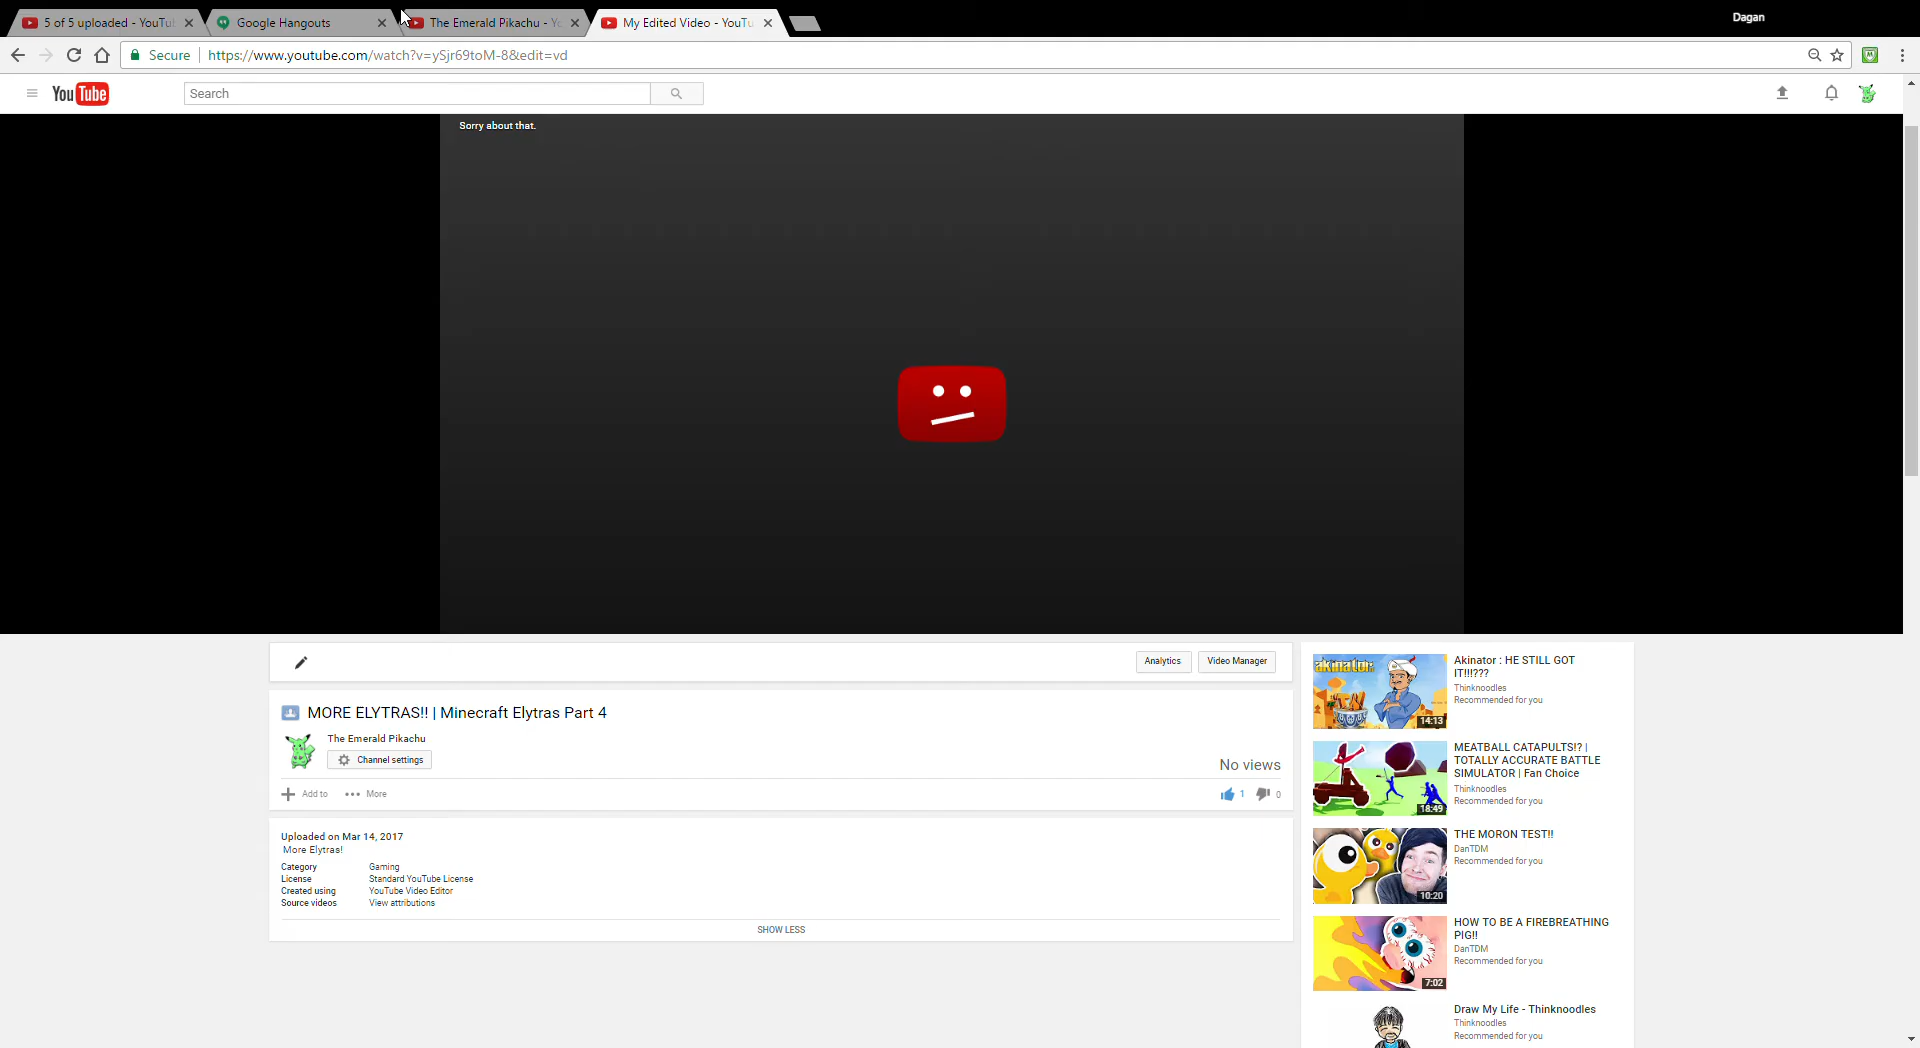 5 of 5 uploaded - YouTu
Google Hangouts
The Emerald Pikachu - Yo
My Edited Video - YouTu
Dagan
Secure
https://www.youtube.com/watch?v=ySjr69toM-8&edit=vd
YouTube
Search
Sorry about that.
Analytics
Video Manager
MORE ELYTRAS!! | Minecraft Elytras Part 4
The Emerald Pikachu
Channel settings
No views
Add to
More
1
0
Uploaded on Mar 14, 2017
More Elytras!
Category Gaming
License Standard YouTube License
Created using YouTube Video Editor
Source videos View attributions
SHOW LESS
akinator
14:13
Akinator : HE STILL GOT
IT!!!???
Thinknoodles
Recommended for you
18:49
MEATBALL CATAPULTS!? |
TOTALLY ACCURATE BATTLE
SIMULATOR | Fan Choice
Thinknoodles
Recommended for you
10:20
THE MORON TEST!!
DanTDM
Recommended for you
7:02
HOW TO BE A FIREBREATHING
PIG!!
DanTDM
Recommended for you
Draw My Life - Thinknoodles
Thinknoodles
Recommended for you